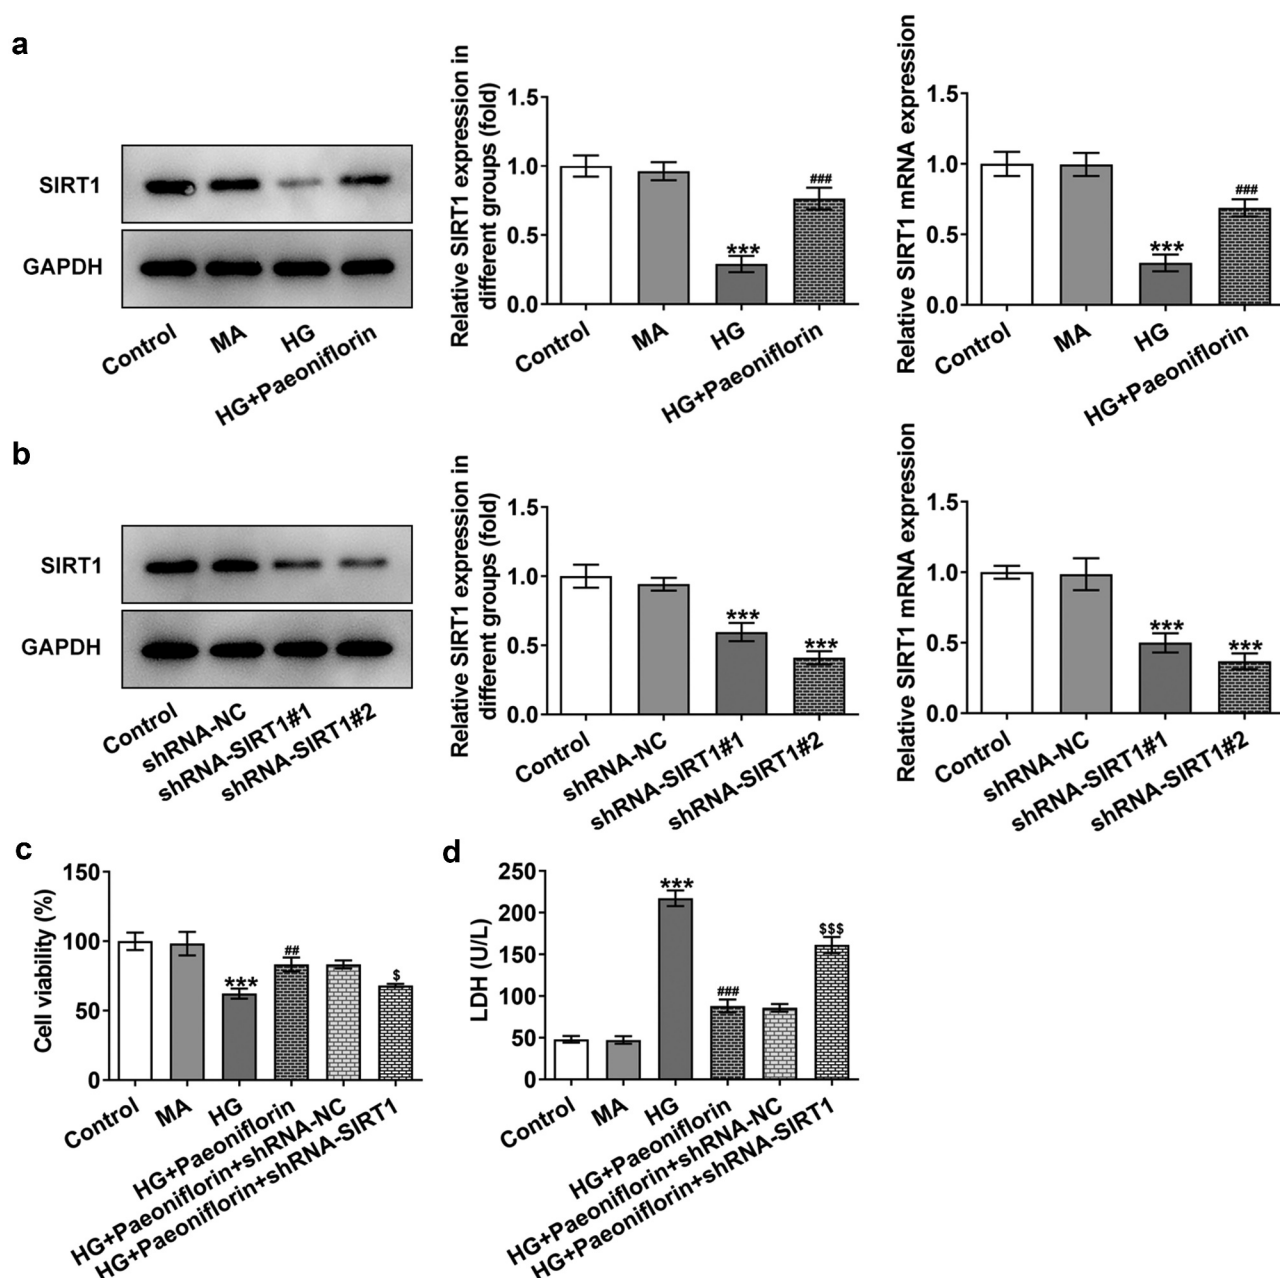 a
SIRT1
GAPDH
Control
MA
HG
HG+Paeoniflorin
Relative SIRT1 expression in
different groups (fold)
1.5
1.0
0.5
0.0
***
###
Control
MA
HG
HG+Paeoniflorin
Relative SIRT1 mRNA expression
1.5
1.0
0.5
0.0
***
###
Control
MA
HG
HG+Paeoniflorin
b
SIRT1
GAPDH
Control
shRNA-NC
shRNA-SIRT1#1
shRNA-SIRT1#2
Relative SIRT1 expression in
different groups (fold)
1.5
1.0
0.5
0.0
***
***
Control
shRNA-NC
shRNA-SIRT1#1
shRNA-SIRT1#2
Relative SIRT1 mRNA expression
1.5
1.0
0.5
0.0
***
***
Control
shRNA-NC
shRNA-SIRT1#1
shRNA-SIRT1#2
c
Cell viability (%)
150
100
50
0
***
##
$
Control
MA
HG
HG+Paeoniflorin
HG+Paeoniflorin+shRNA-NC
HG+Paeoniflorin+shRNA-SIRT1
d
LDH (U/L)
250
200
150
100
50
0
***
###
$$$
Control
MA
HG
HG+Paeoniflorin
HG+Paeoniflorin+shRNA-NC
HG+Paeoniflorin+shRNA-SIRT1